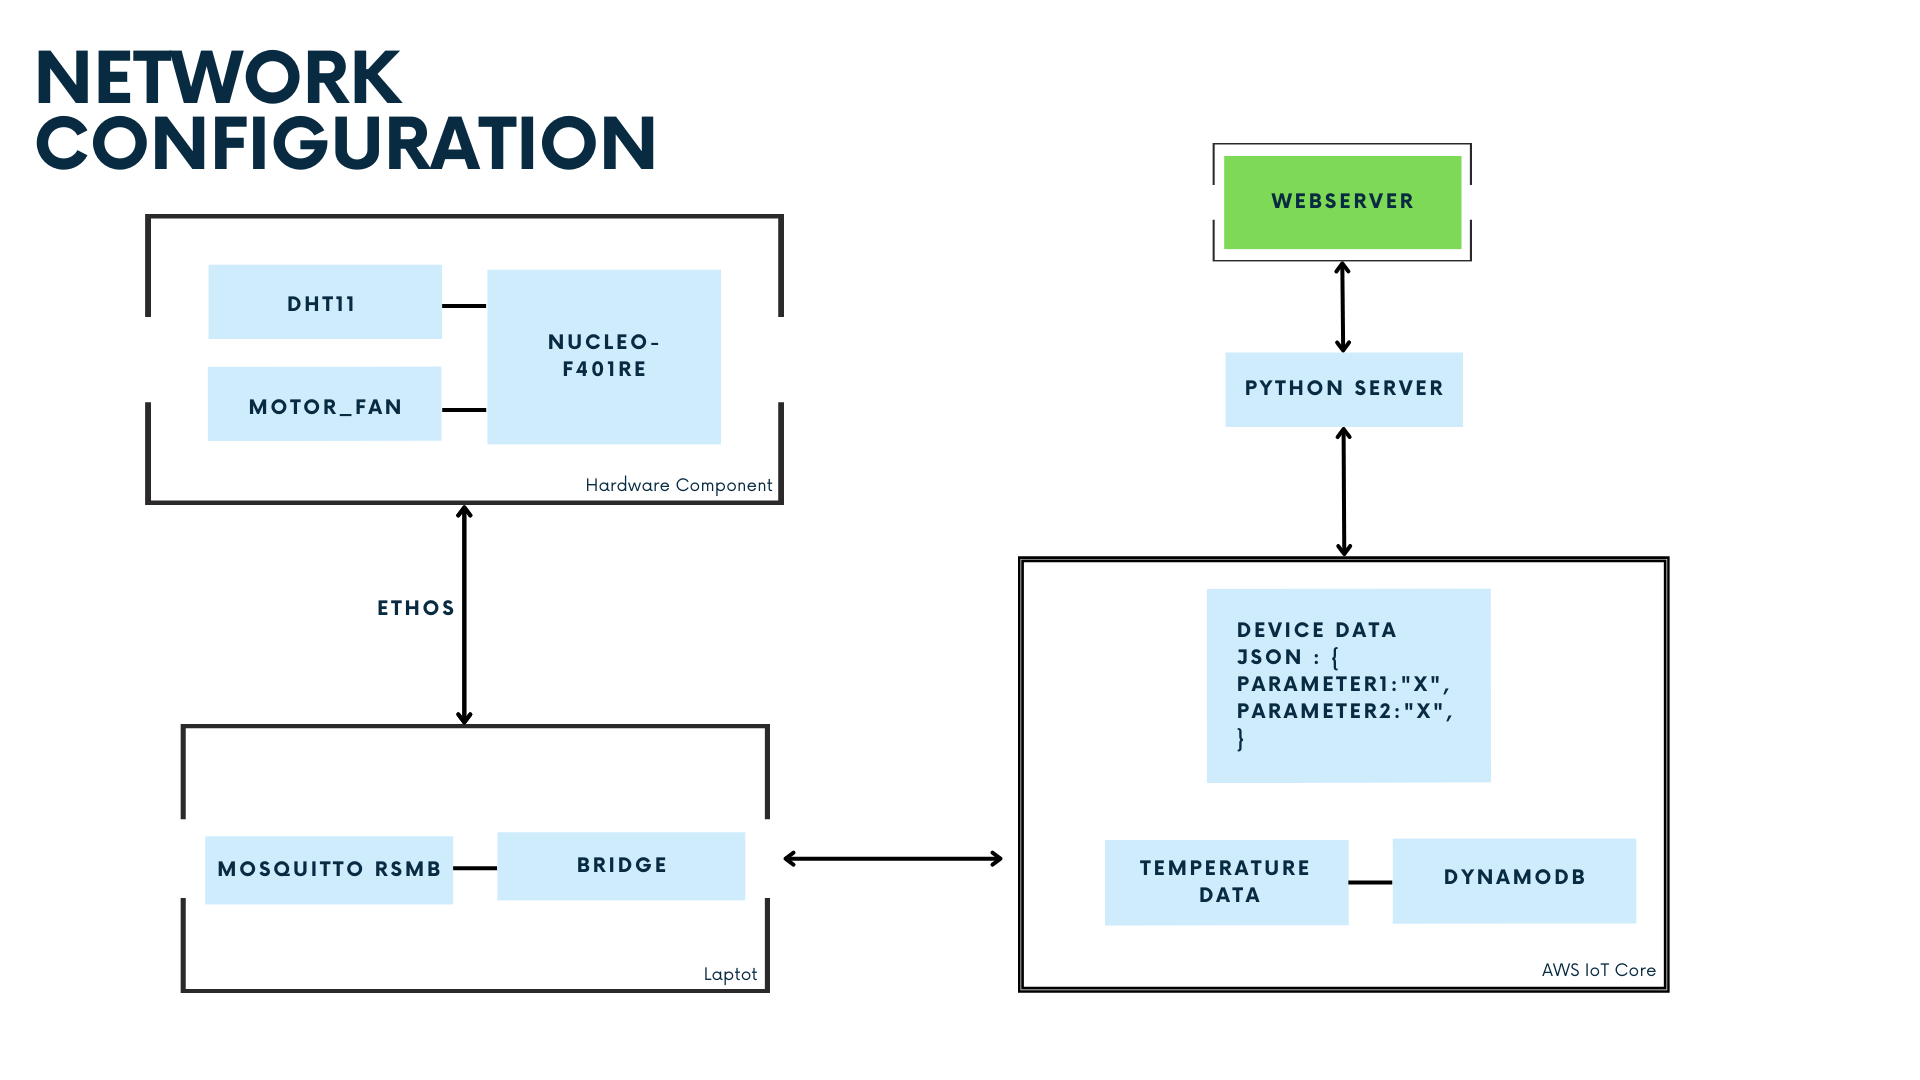 NETWORK
CONFIGURATION
DHT11
MOTOR_FAN
NUCLEO-
F401RE
Hardware Component
ETHOS
MOSQUITTO RSMB
BRIDGE
Laptot
WEBSERVER
PYTHON SERVER
DEVICE DATA
JSON : {
PARAMETER1:"X",
PARAMETER2:"X",
}
TEMPERATURE
DATA
DYNAMODB
AWS IoT Core